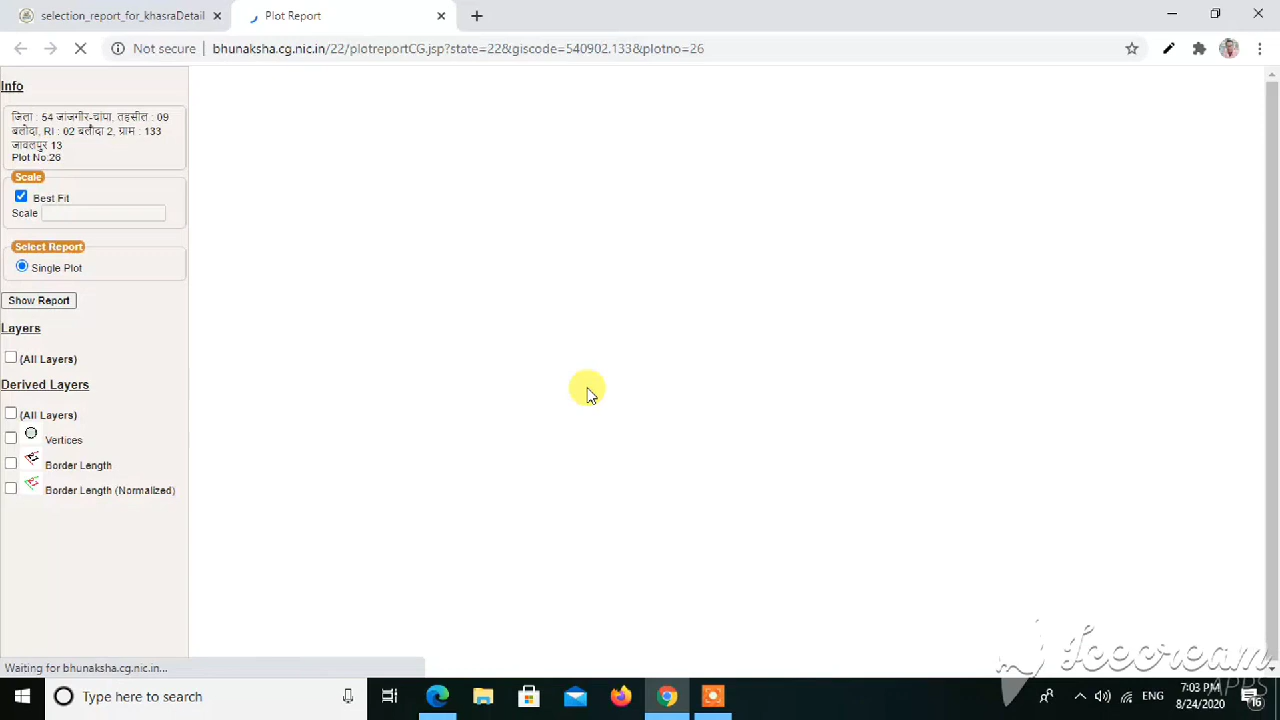 selection_report_for_khasraDetail
Plot Report
Not secure
bhunaksha.cg.nic.in/22/plotreportCG.jsp?state=22&giscode=540902.133&plotno=26
Info
जिला : 54 जांजगीर-चांपा, तहसील : 09
बलौदा, RI : 02 बलौदा 2, ग्राम : 133
जावलपुर 13
Plot No.26
Scale
Best Fit
Scale
Select Report
Single Plot
Show Report
Layers
(All Layers)
Derived Layers
(All Layers)
Vertices
Border Length
Border Length (Normalized)
Waiting for bhunaksha.cg.nic.in...
Icecream
APPS
Type here to search
ENG
7:03 PM
8/24/2020
16